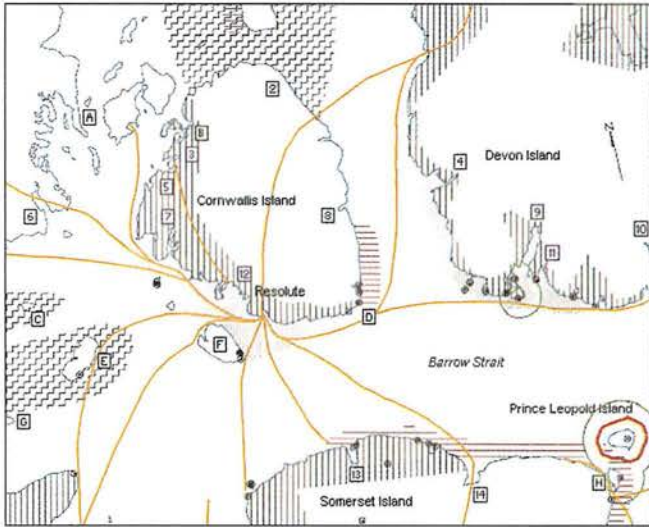 A
2
B
3
4
Devon Island
N
5
Cornwallis Island
6
7
8
9
10
11
12
Resolute
C
D
F
E
Barrow Strait
G
Prince Leopold Island
13
14
H
Somerset Island